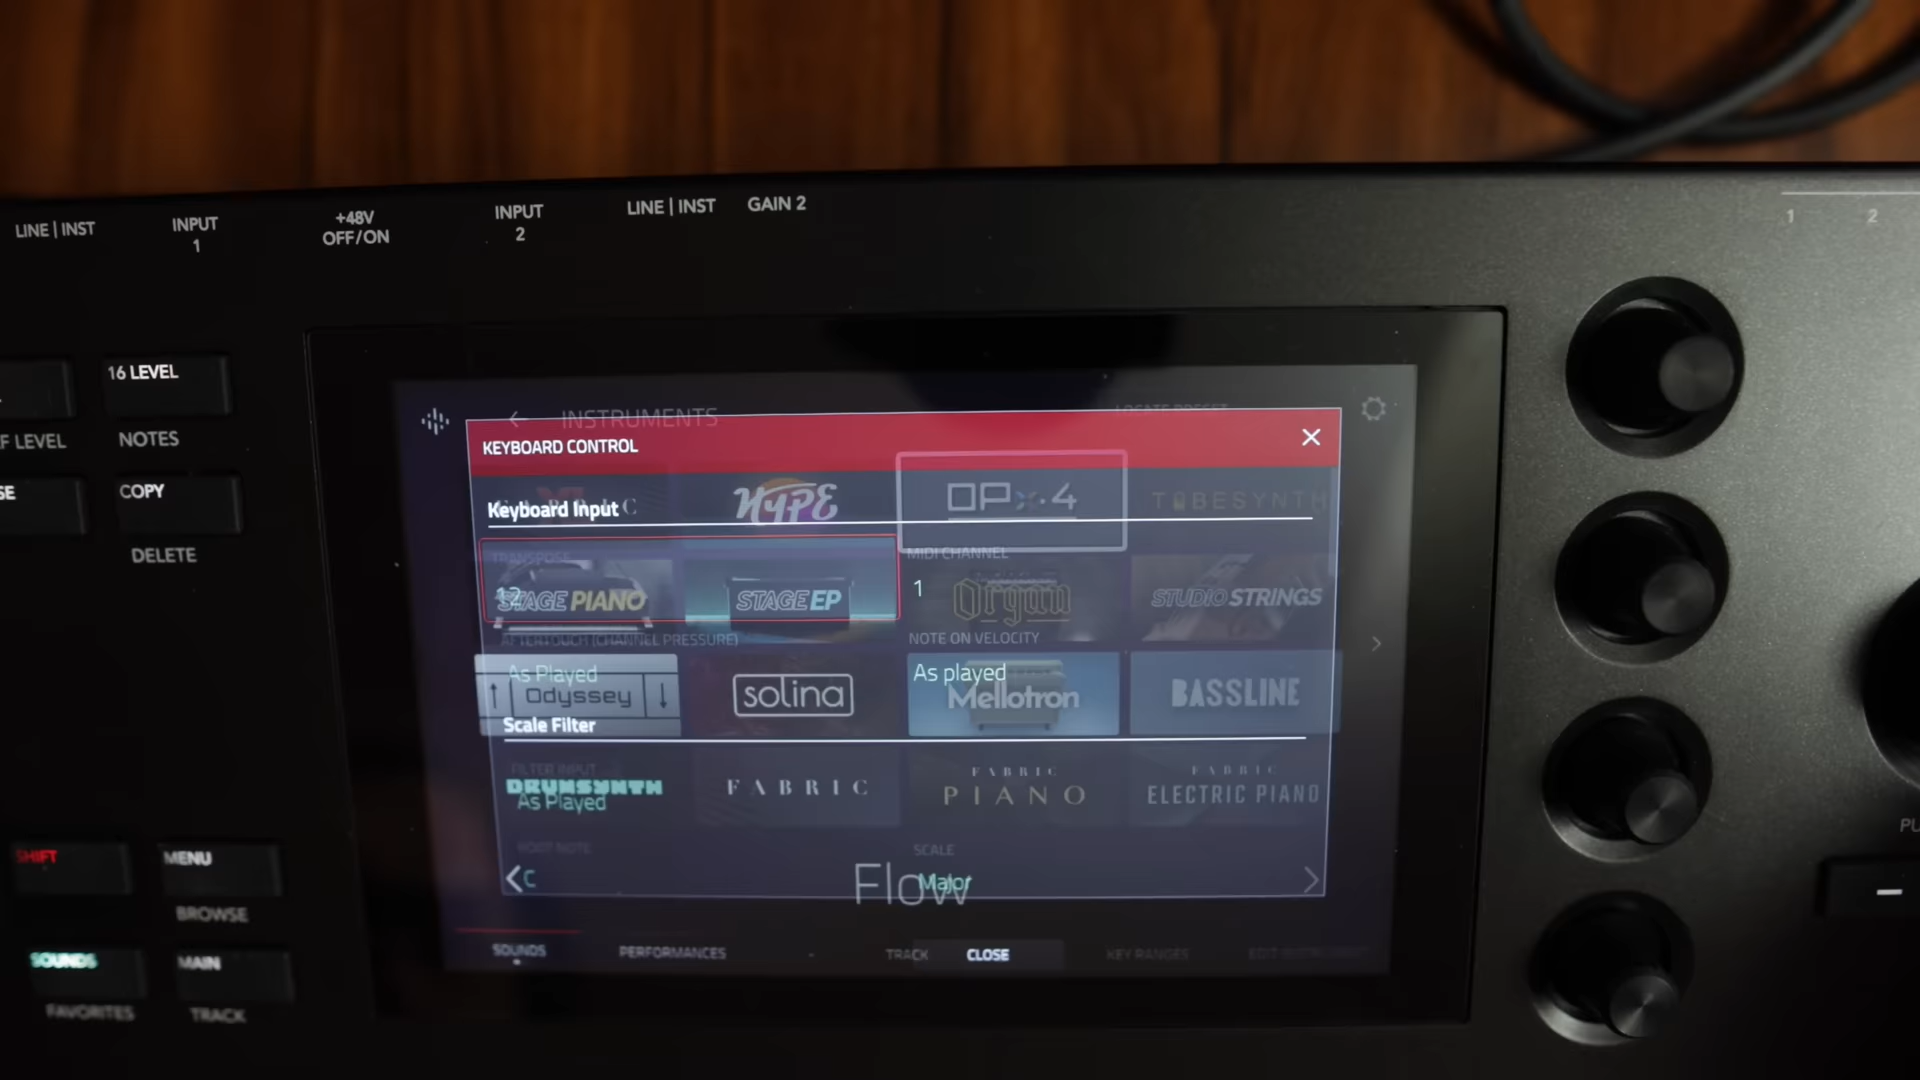 LINE | INST
INPUT 1
+48V OFF/ON
INPUT 2
LINE | INST
GAIN 2
1
2
16 LEVEL
NOTES
COPY
DELETE
SHIFT
MENU
BROWSE
SOUNDS
MAIN
FAVORITES
TRACK
INSTRUMENTS
LOCATE PRESET
KEYBOARD CONTROL
Keyboard Input
HYPE
OPx.4
TUBESYNTH
TRANSPOSE
12
MIDI CHANNEL
1
STAGE PIANO
STAGE EP
Organ
STUDIO STRINGS
AFTERTOUCH (CHANNEL PRESSURE)
As Played
NOTE ON VELOCITY
As played
Odyssey
solina
Mellotron
BASSLINE
Scale Filter
FILTER INPUT
As Played
DRUMSYNTH
FABRIC
FABRIC PIANO
FABRIC ELECTRIC PIANO
ROOT NOTE
C
SCALE
Major
Flow
SOUNDS
PERFORMANCES
TRACK
CLOSE
KEY RANGES